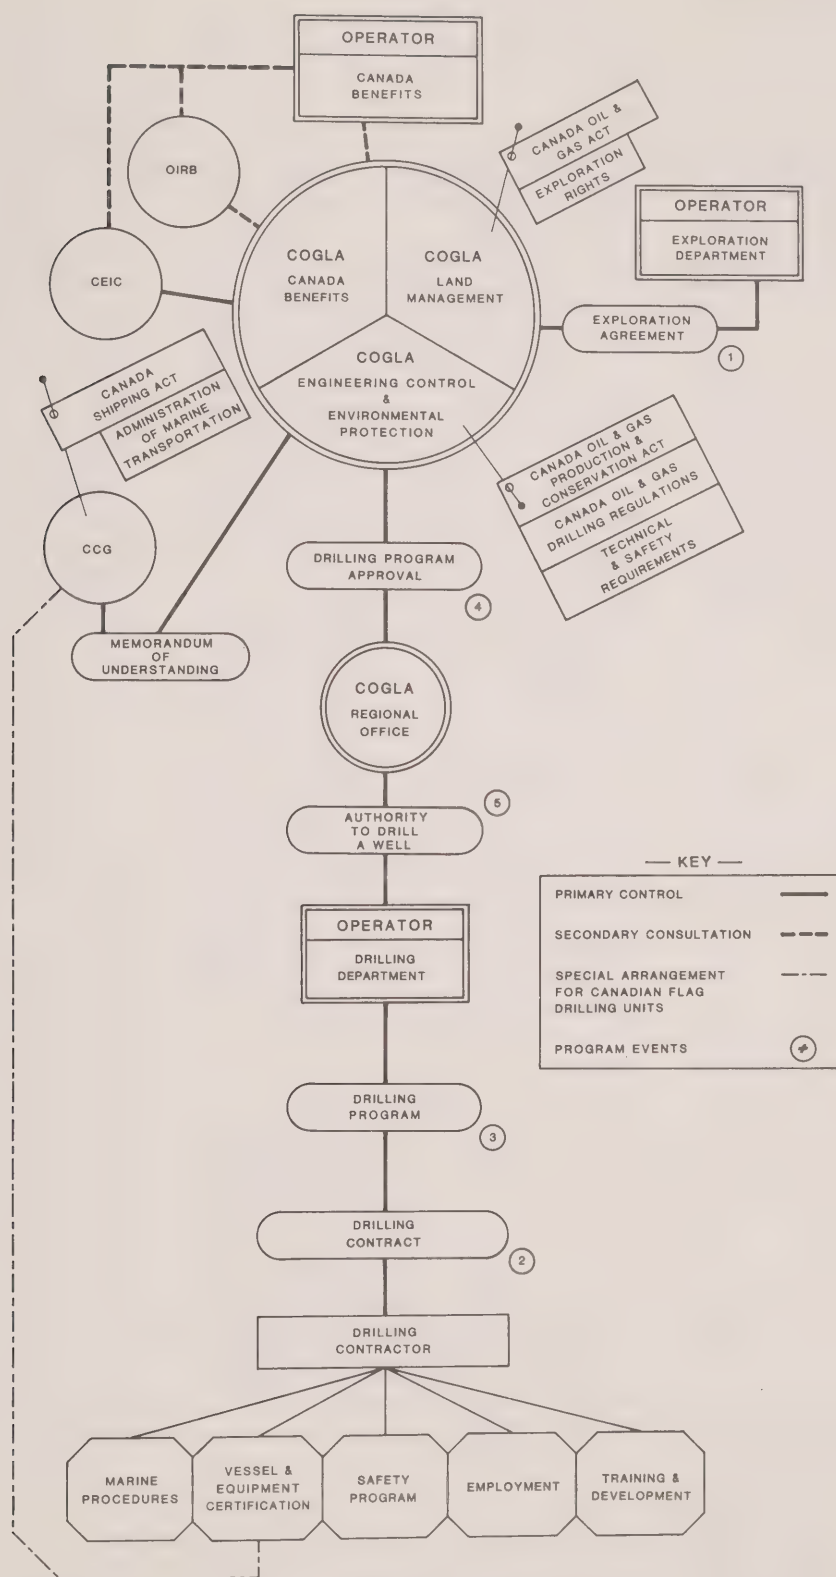 OPERATOR
CANADA
BENEFITS
OIRB
CEIC
COGLA
CANADA
BENEFITS
COGLA
LAND
MANAGEMENT
COGLA
ENGINEERING CONTROL
&
ENVIRONMENTAL
PROTECTION
CANADA OIL &
GAS ACT
EXPLORATION
RIGHTS
OPERATOR
EXPLORATION
DEPARTMENT
EXPLORATION
AGREEMENT
1
CANADA
SHIPPING ACT
ADMINISTRATION
OF MARINE
TRANSPORTATION
CCG
MEMORANDUM
OF
UNDERSTANDING
CANADA OIL & GAS
PRODUCTION &
CONSERVATION ACT
CANADA OIL & GAS
DRILLING REGULATIONS
TECHNICAL
& SAFETY
REQUIREMENTS
DRILLING PROGRAM
APPROVAL
4
COGLA
REGIONAL
OFFICE
5
AUTHORITY
TO DRILL
A WELL
OPERATOR
DRILLING
DEPARTMENT
KEY
PRIMARY CONTROL
SECONDARY CONSULTATION
SPECIAL ARRANGEMENT
FOR CANADIAN FLAG
DRILLING UNITS
PROGRAM EVENTS
DRILLING
PROGRAM
3
DRILLING
CONTRACT
2
DRILLING
CONTRACTOR
MARINE
PROCEDURES
VESSEL &
EQUIPMENT
CERTIFICATION
SAFETY
PROGRAM
EMPLOYMENT
TRAINING &
DEVELOPMENT